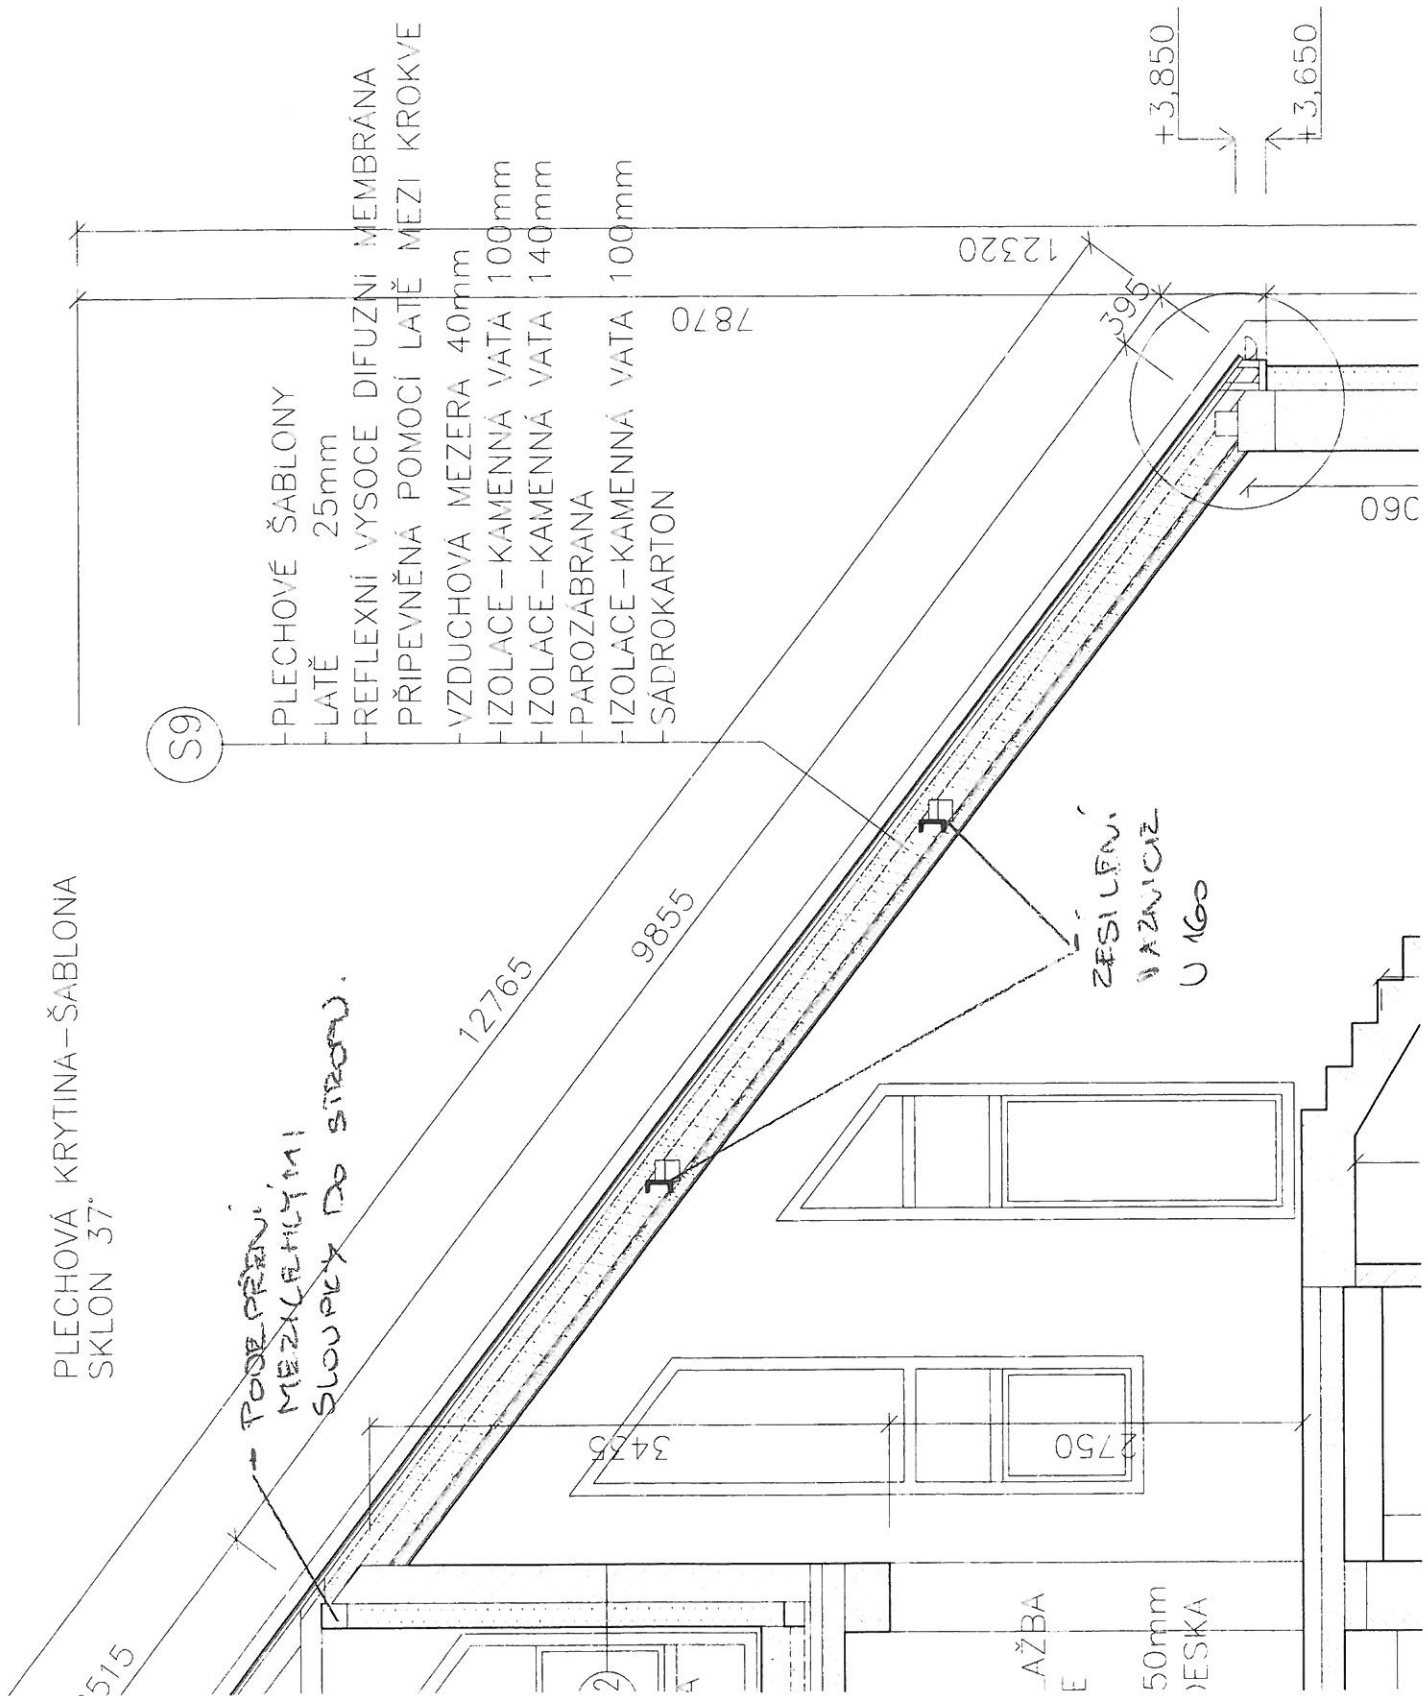 PLECHOVÁ KRYTINA-ŠABLONA
SKLON 37°
S9
PLECHOVÉ ŠABLONY
LATĚ 25mm
REFLEXNÍ VYSOCE DIFUZNÍ MEMBRÁNA
PŘIPEVNĚNÁ POMOCÍ LATĚ MEZI KROKVE
VZDUCHOVÁ MEZERA 40mm
IZOLACE-KAMENNÁ VATA 100mm
IZOLACE-KAMENNÁ VATA 140mm
PAROZÁBRANA
IZOLACE-KAMENNÁ VATA 100mm
SÁDROKARTON
- PODEPŘENÍ
MEZILEHLÝMI
SLOUPKY DO STROPU.
12765
9855
7870
12320
395
+3,850
+3,650
060
ZESÍLENÍ
VAZNICE
U 160
3435
2750
515
2
A
AŽBA
E
50mm
DESKA